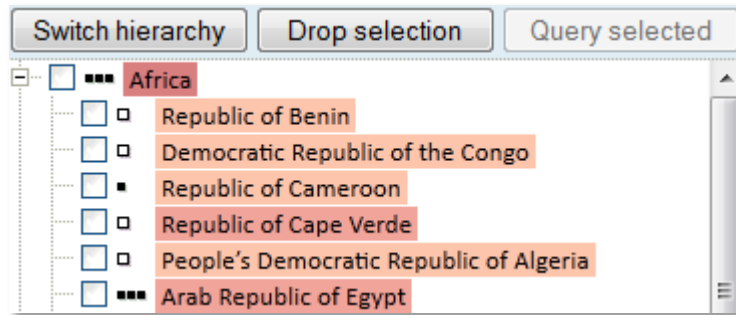 Switch hierarchy Drop selection Query selected
Africa
Republic of Benin
Democratic Republic of the Congo
Republic of Cameroon
Republic of Cape Verde
People’s Democratic Republic of Algeria
Arab Republic of Egypt